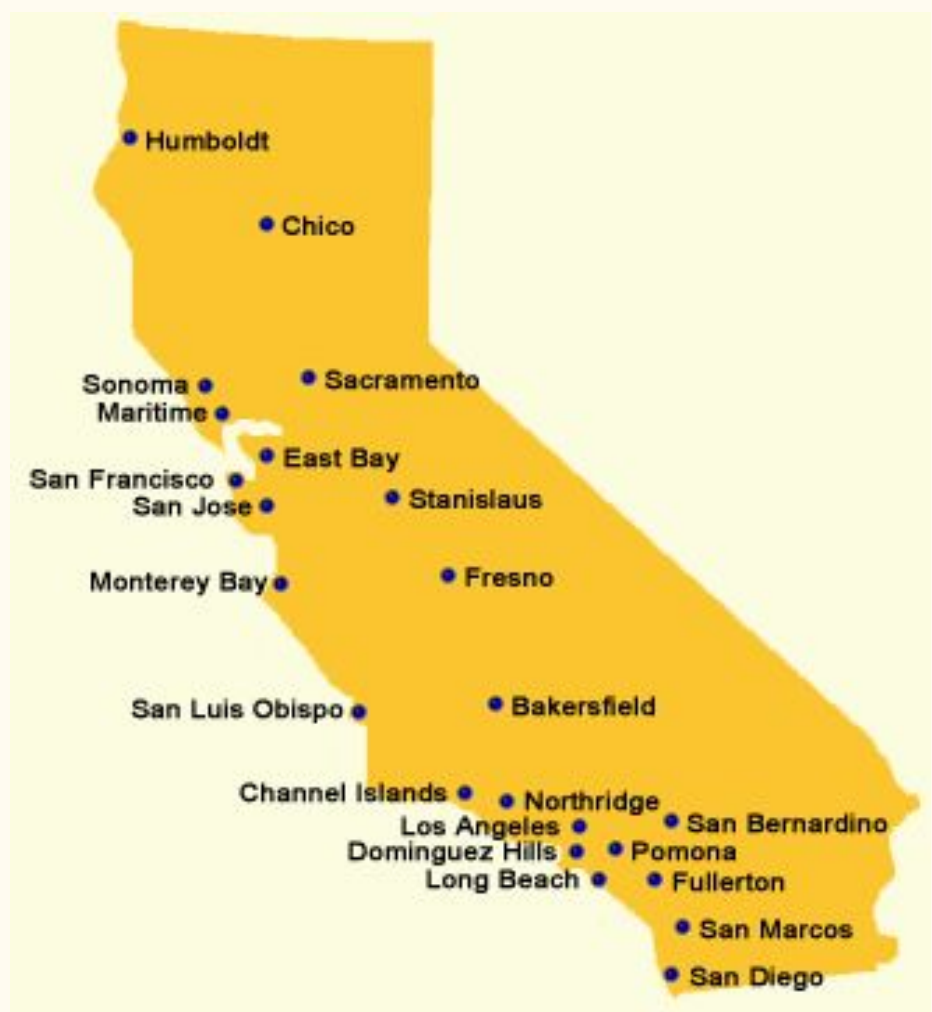 Humboldt
Chico
Sacramento
Sonoma
Maritime
East Bay
San Francisco
Stanislaus
San Jose
Fresno
Monterey Bay
Bakersfield
San Luis Obispo
Channel Islands
Northridge
San Bernardino
Los Angeles
Dominguez Hills
Pomona
Long Beach
Fullerton
San Marcos
San Diego